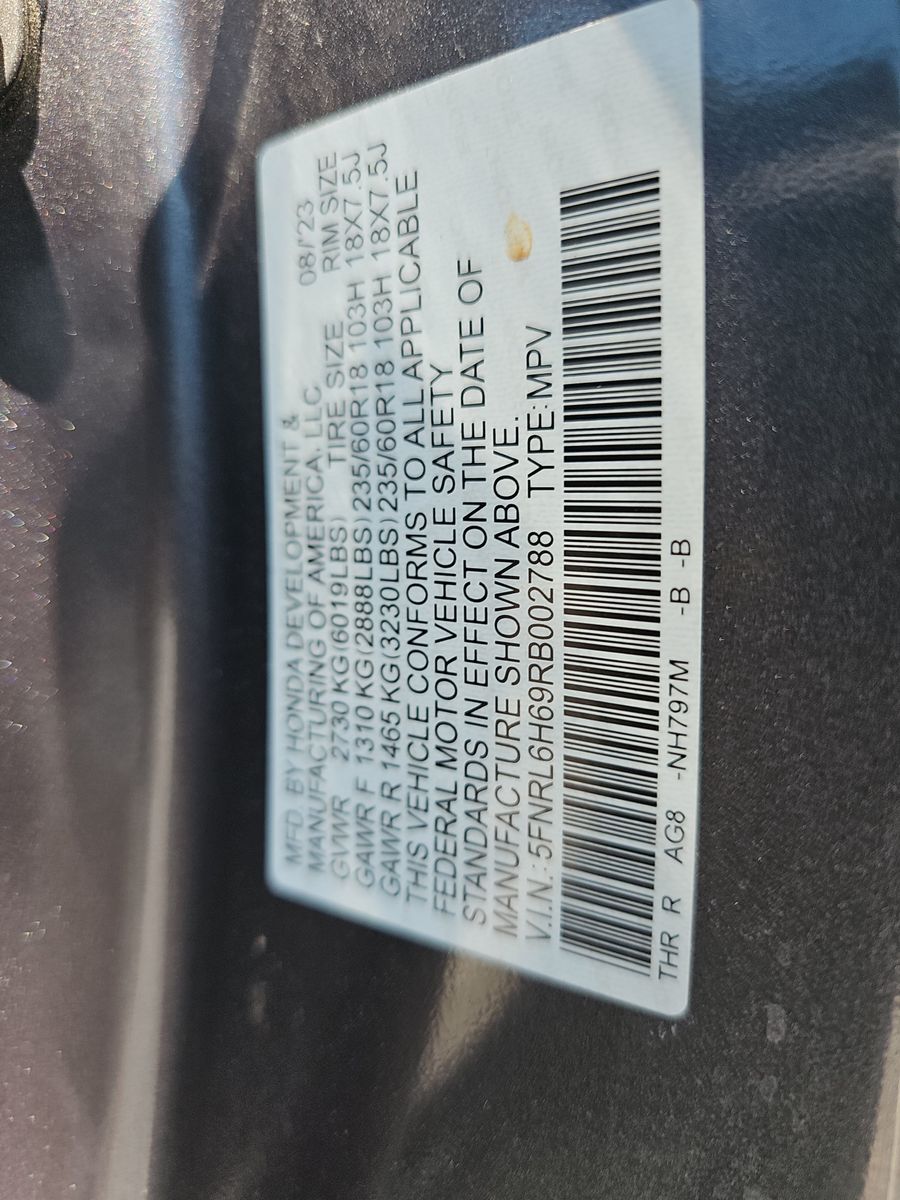 MFD. BY HONDA DEVELOPMENT &
MANUFACTURING OF AMERICA, LLC 08/'23
GVWR 2730 KG(6019LBS) TIRE SIZE RIM SIZE
GAWR F 1310 KG(2888LBS) 235/60R18 103H 18X7.5J
GAWR R 1465 KG(3230LBS) 235/60R18 103H 18X7.5J
THIS VEHICLE CONFORMS TO ALL APPLICABLE
FEDERAL MOTOR VEHICLE SAFETY
STANDARDS IN EFFECT ON THE DATE OF
MANUFACTURE SHOWN ABOVE.
V.I.N.: 5FNRL6H69RB002788 TYPE:MPV
THR R AG8 -NH797M -B -B